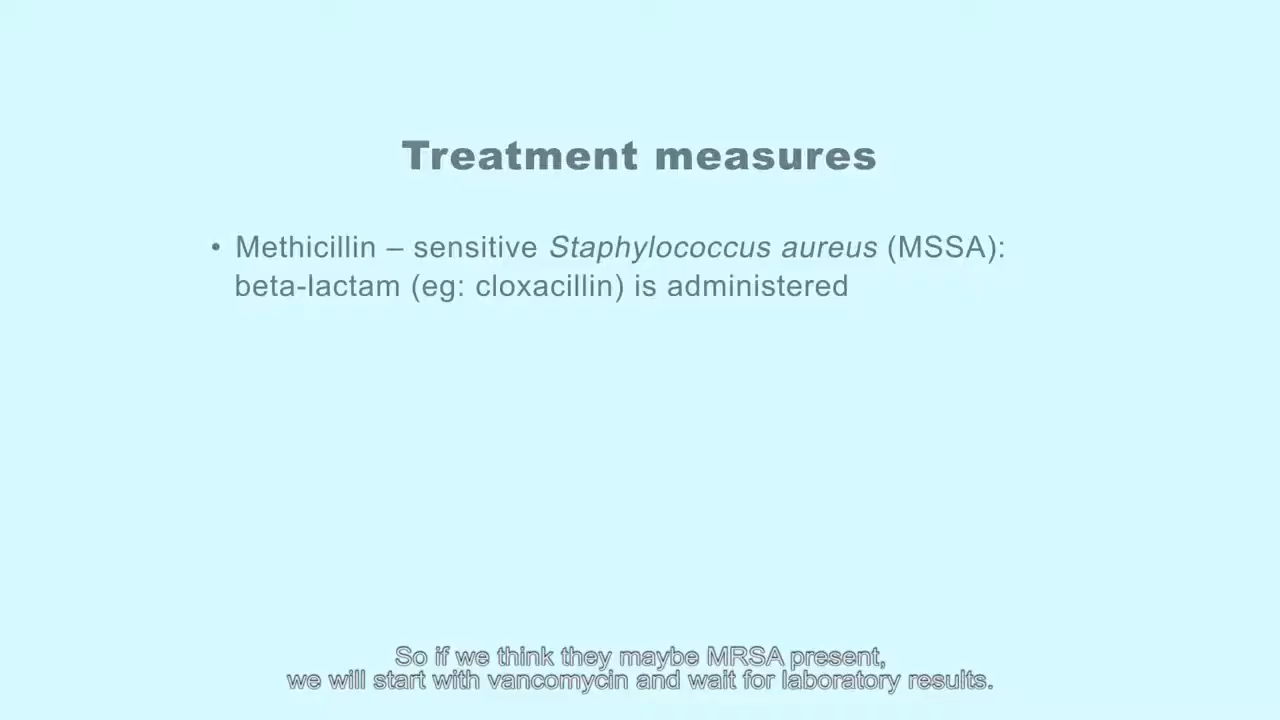 Treatment measures
• Methicillin – sensitive Staphylococcus aureus (MSSA):
beta-lactam (eg: cloxacillin) is administered
So if we think they maybe MRSA present,
we will start with vancomycin and wait for laboratory results.